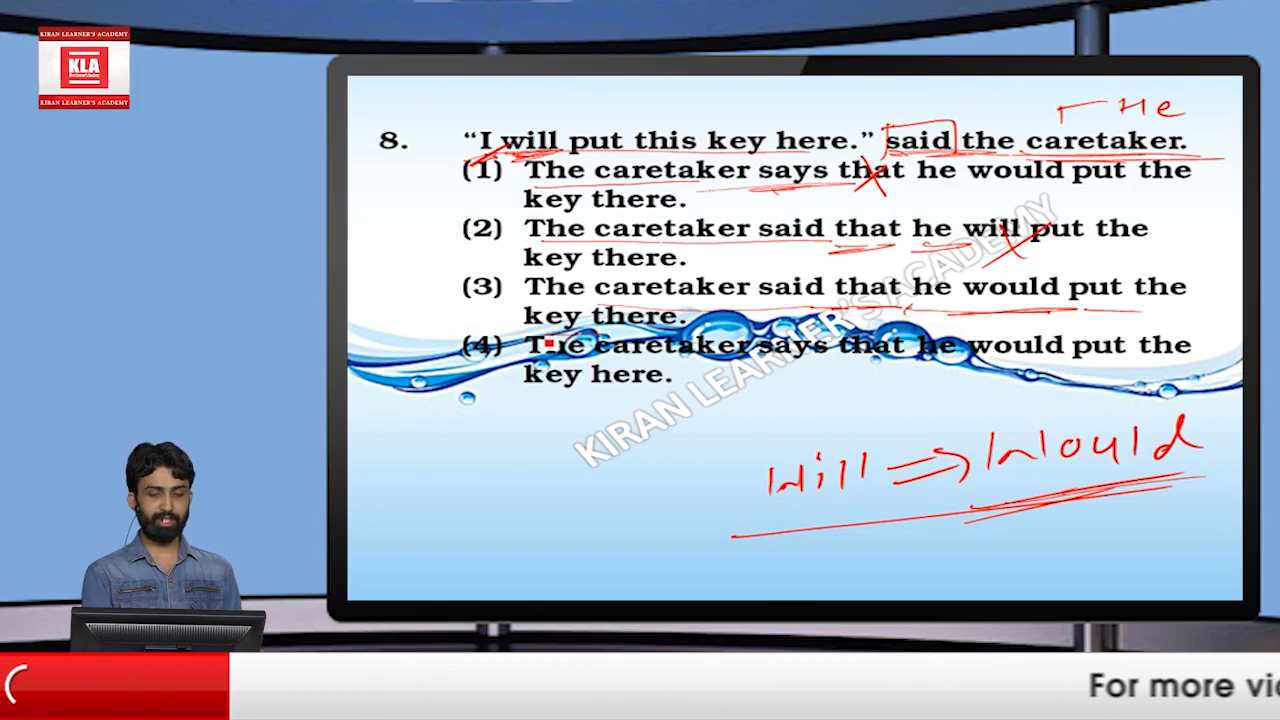 KIRAN LEARNER'S ACADEMY
KLA
Kiran Learner's Academy
KIRAN LEARNER'S ACADEMY
He
8. "I will put this key here." said the caretaker.
(1) The caretaker says that he would put the
key there.
(2) The caretaker said that he will put the
key there.
(3) The caretaker said that he would put the
key there.
(4) The caretaker says that he would put the
key here.
KIRAN LEARNER'S ACADEMY
Will ⇒ Would
For more vid